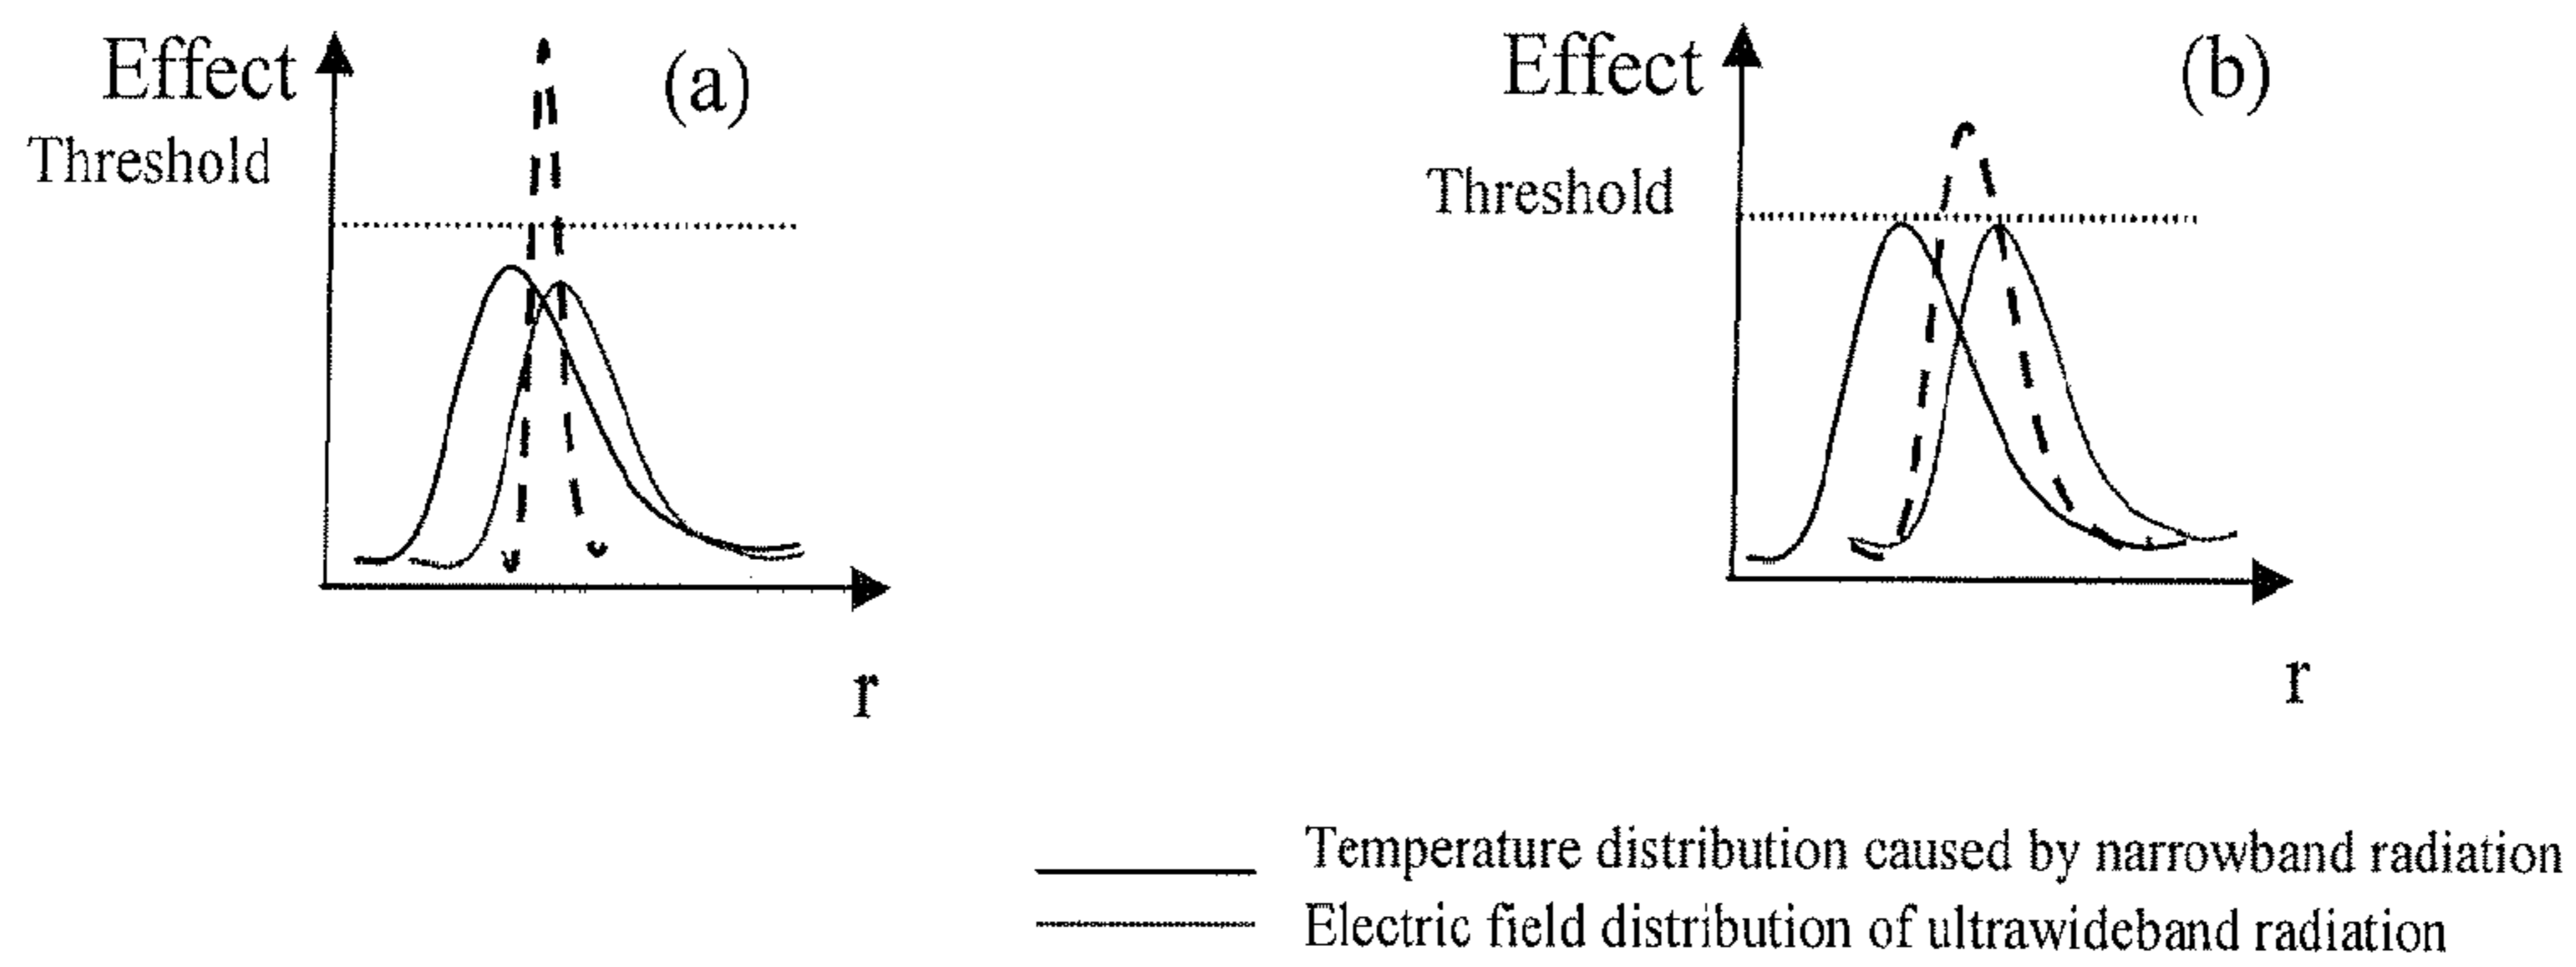 Effect
(a)
Threshold
r
Effect
(b)
Threshold
r
Temperature distribution caused by narrowband radiation
Electric field distribution of ultrawideband radiation